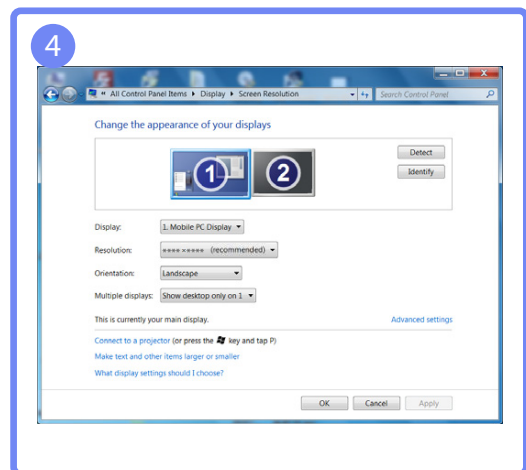 4
All Control Panel Items ▸ Display ▸ Screen Resolution
Search Control Panel
Change the appearance of your displays
1
2
Detect
Identify
Display: 1. Mobile PC Display
Resolution: **** × **** (recommended)
Orientation: Landscape
Multiple displays: Show desktop only on 1
This is currently your main display.
Advanced settings
Connect to a projector (or press the key and tap P)
Make text and other items larger or smaller
What display settings should I choose?
OK
Cancel
Apply